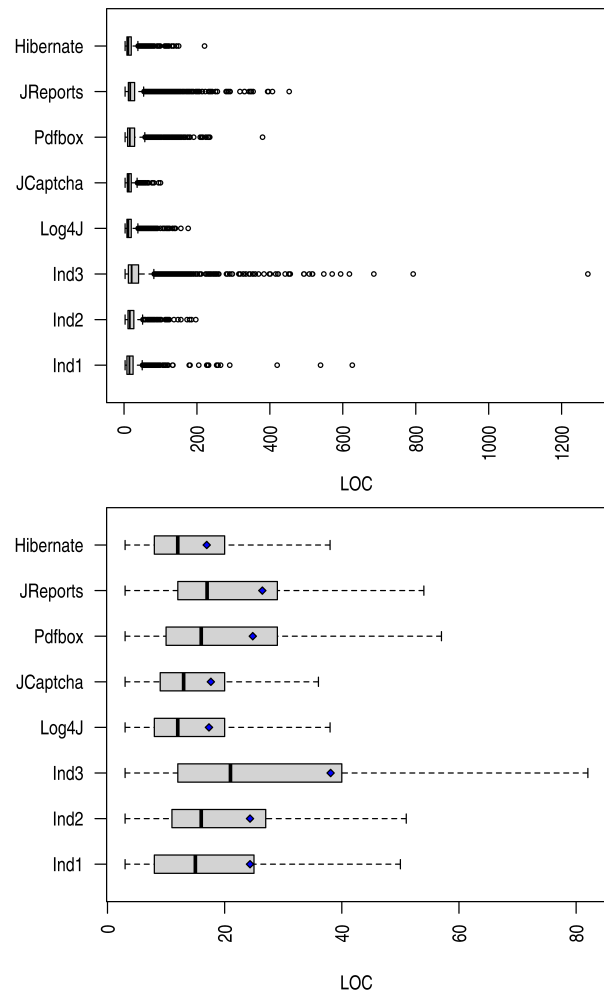 Hibernate
JReports
Pdfbox
JCaptcha
Log4J
Ind3
Ind2
Ind1
0 200 400 600 800 1000 1200
LOC
Hibernate
JReports
Pdfbox
JCaptcha
Log4J
Ind3
Ind2
Ind1
0 20 40 60 80
LOC